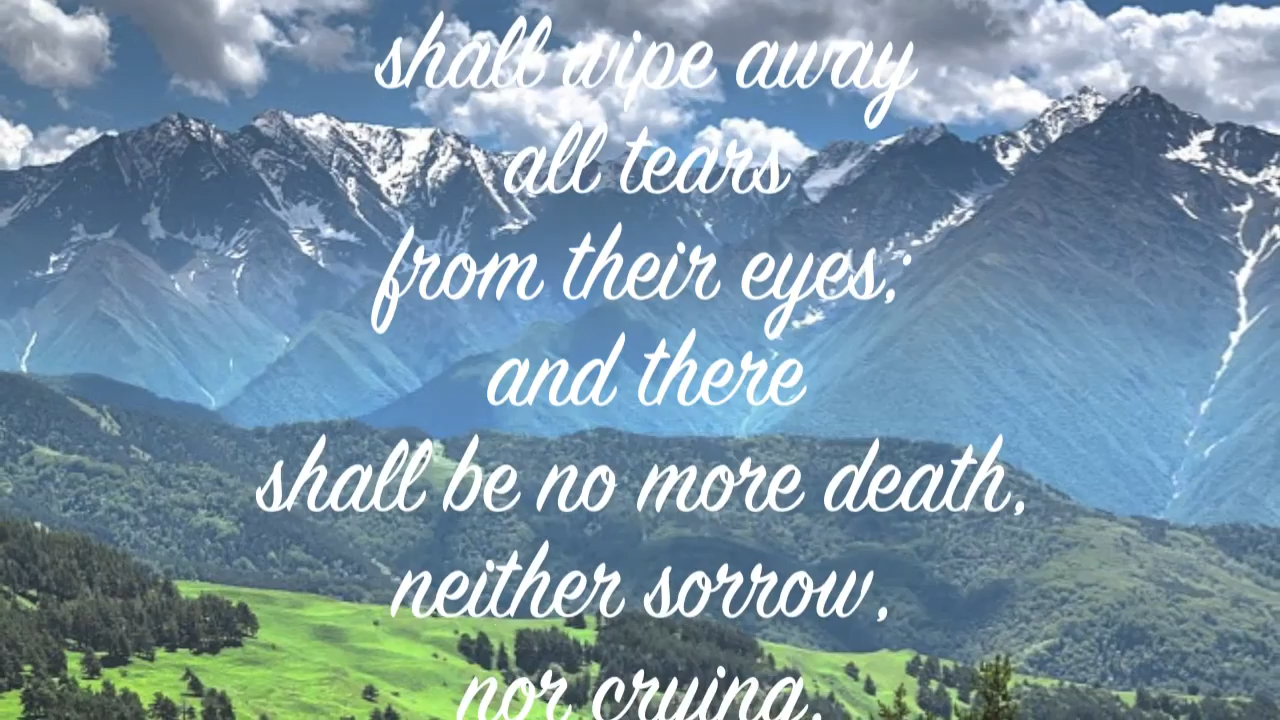 shall wipe away
all tears
from their eyes;
and there
shall be no more death,
neither sorrow,
nor crying,